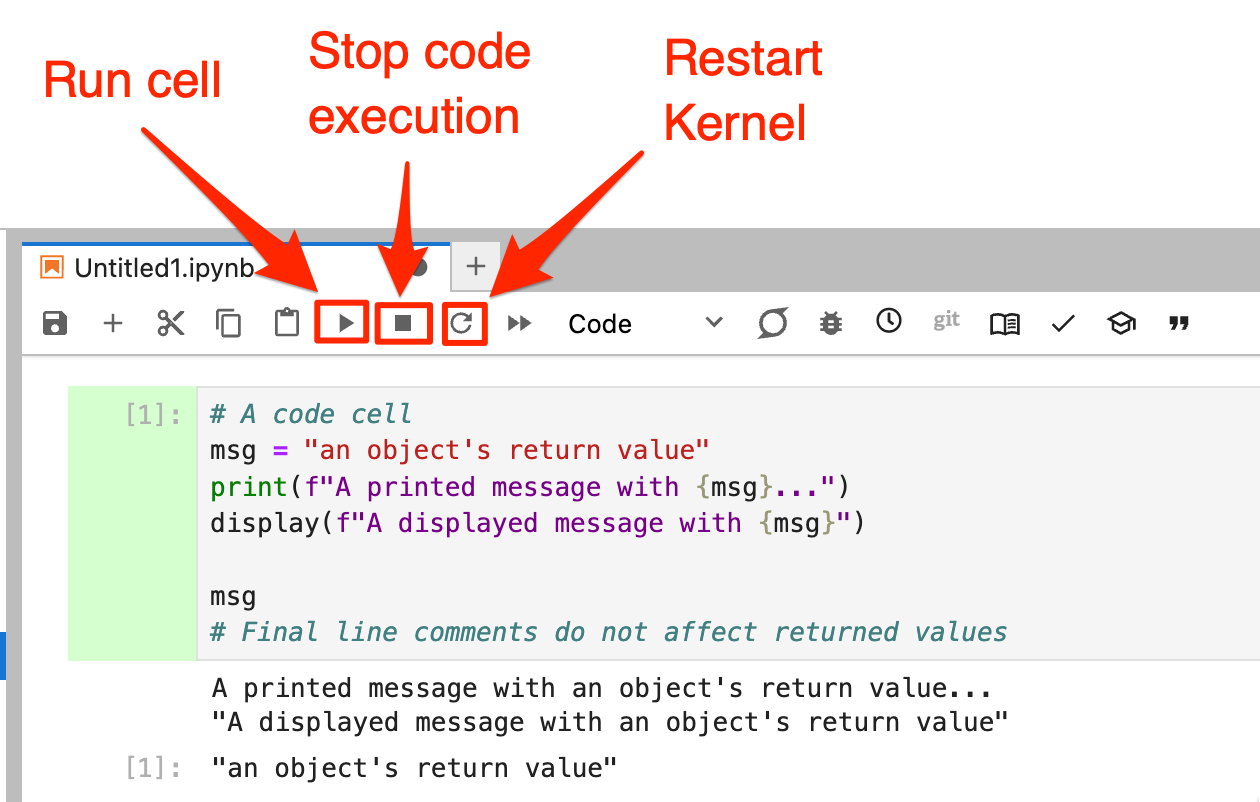 Run cell
Stop code
execution
Restart
Kernel
Untitled1.ipynb
Code
git
[1]:
# A code cell
msg = "an object's return value"
print(f"A printed message with {msg}...")
display(f"A displayed message with {msg}")
msg
# Final line comments do not affect returned values
A printed message with an object's return value...
"A displayed message with an object's return value"
[1]: "an object's return value"